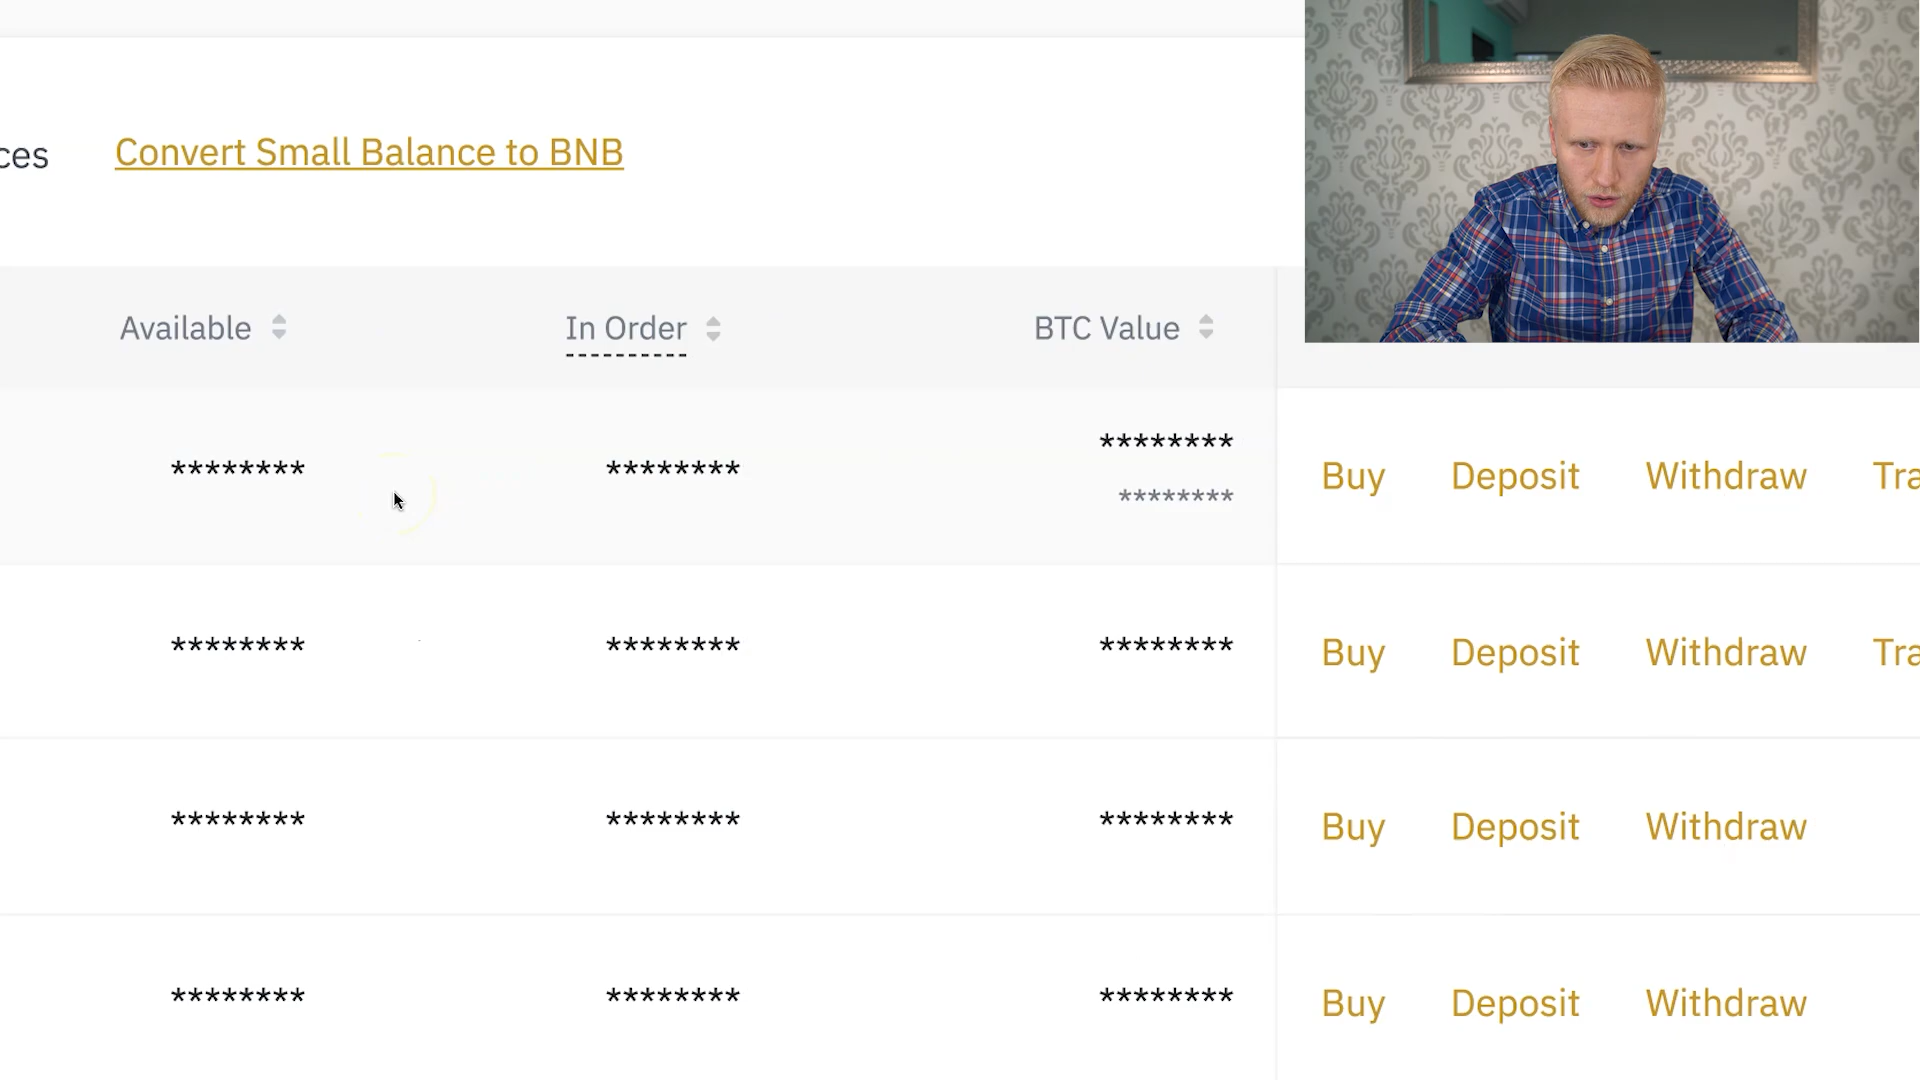 ces Convert Small Balance to BNB
Available In Order BTC Value
******** ******** ********
******** Buy Deposit Withdraw Tra
******** ******** ******** Buy Deposit Withdraw Tra
******** ******** ******** Buy Deposit Withdraw
******** ******** ******** Buy Deposit Withdraw